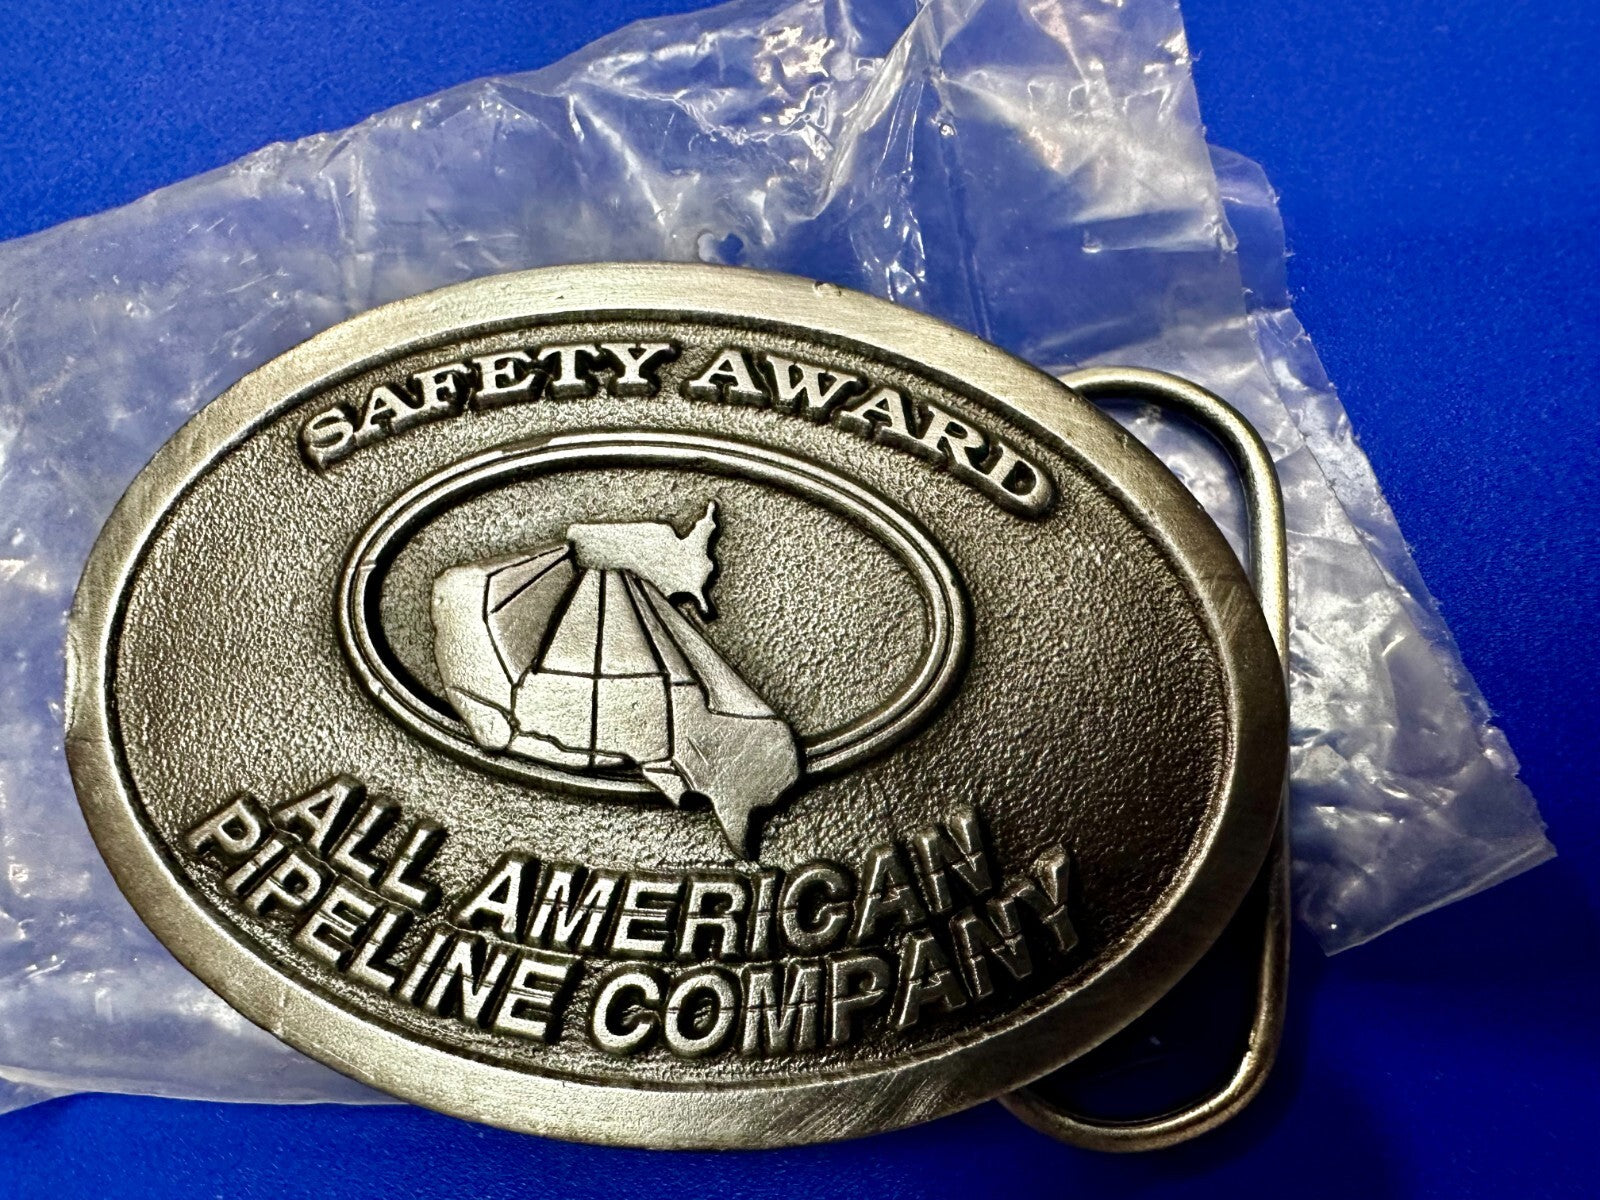 SAFETY AWARD
ALL AMERICAN
PIPELINE COMPANY